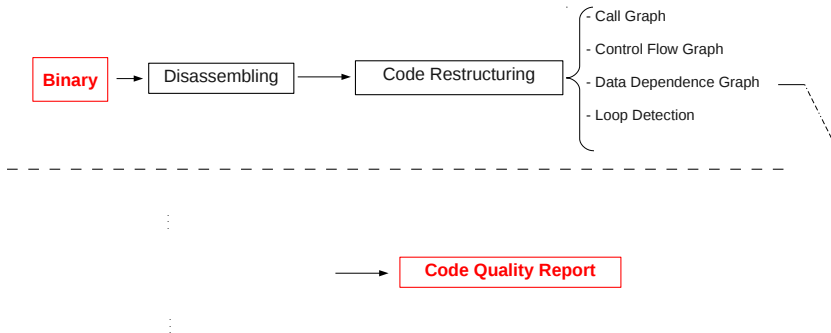 Binary
Disassembling
Code Restructuring
- Call Graph
- Control Flow Graph
- Data Dependence Graph
- Loop Detection
Code Quality Report